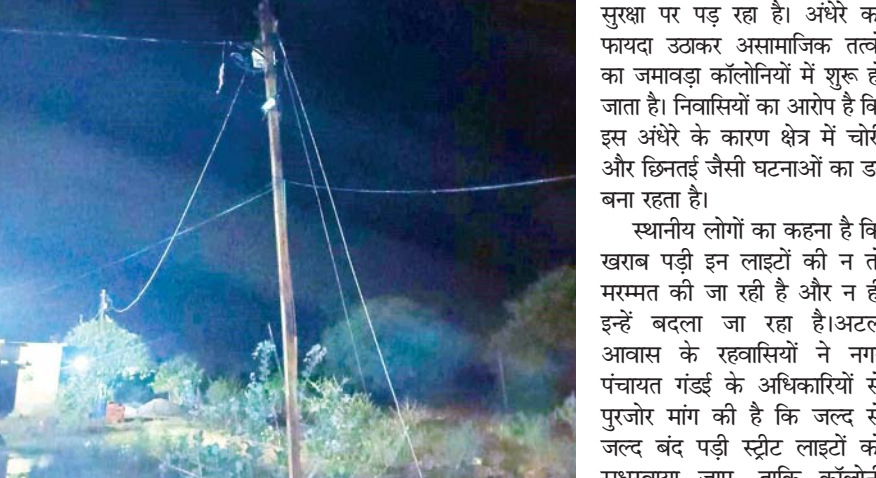 सुरक्षा पर पड़ रहा है। अंधेरे क
फायदा उठाकर असामाजिक तत्वो
का जमावड़ा कॉलोनियों में शुरू हो
जाता है। निवासियों का आरोप है कि
इस अंधेरे के कारण क्षेत्र में चोरी
और छिनतई जैसी घटनाओं का ड
बना रहता है।
स्थानीय लोगों का कहना है कि
खराब पड़ी इन लाइटों की न तो
मरम्मत की जा रही है और न ही
इन्हें बदला जा रहा है।अटल
आवास के रहवासियों ने नग
पंचायत गंडई के अधिकारियों से
पुरजोर मांग की है कि जल्द से
जल्द बंद पड़ी स्ट्रीट लाइटों को